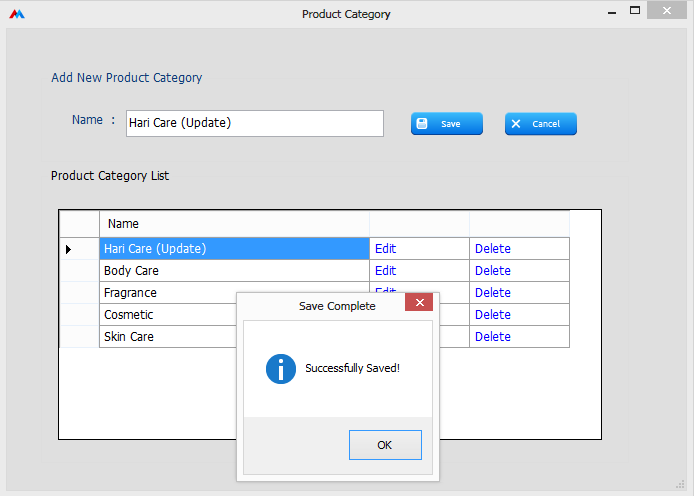 Product Category
Add New Product Category
Name : Hari Care (Update) Save Cancel
Product Category List
Name
Hari Care (Update) Edit Delete
Body Care Edit Delete
Fragrance Edit Delete
Cosmetic Delete
Skin Care Delete
Save Complete
Successfully Saved!
OK